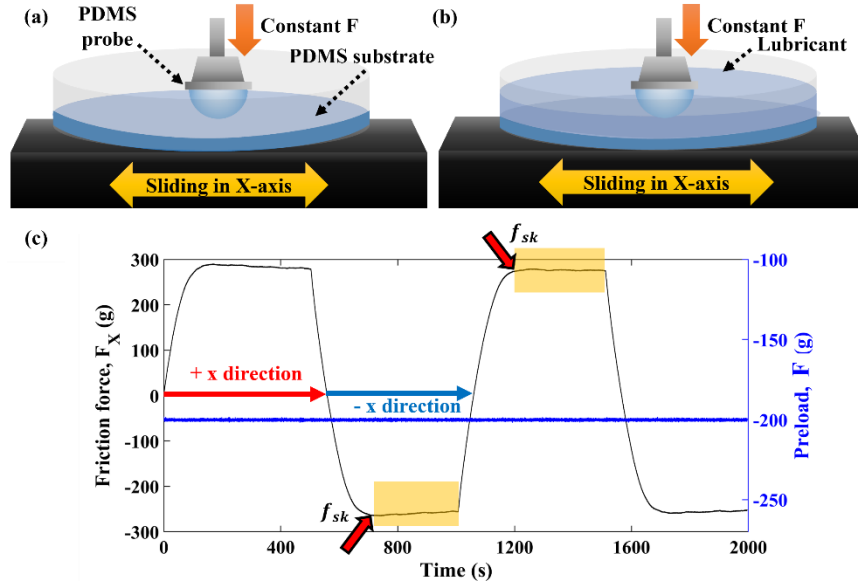 (a)
PDMS
probe
Constant F
PDMS substrate
Sliding in X-axis
(b)
Constant F
Lubricant
Sliding in X-axis
(c)
f_sk
300
200
100
0
-100
-200
-300
Friction force, F_X (g)
+ x direction
- x direction
f_sk
-100
-150
-200
-250
Preload, F (g)
0
400
800
1200
1600
2000
Time (s)